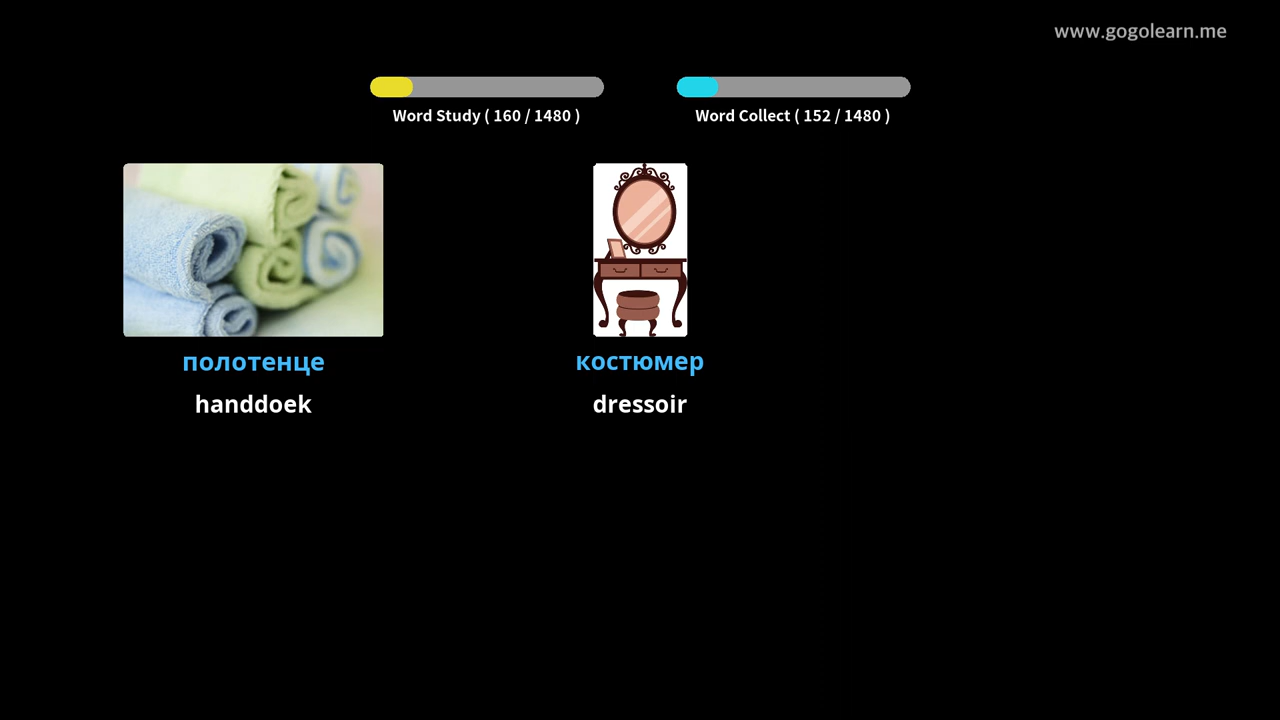 www.gogolearn.me
Word Study ( 160 / 1480 )
Word Collect ( 152 / 1480 )
полотенце
костюмер
handdoek
dressoir